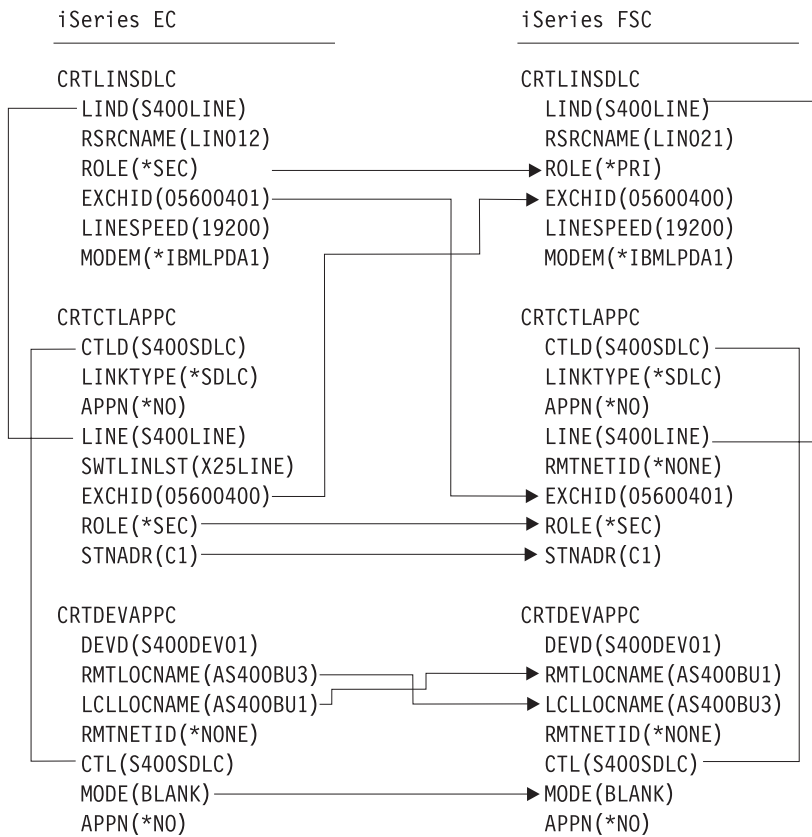 iSeries EC
CRTLINSDLC
LIND(S400LINE)
RSRCNAME(LIN012)
ROLE(*SEC)
EXCHID(05600401)
LINESPEED(19200)
MODEM(*IBMLPDA1)
CRTCTLAPPC
CTLD(S400SDLC)
LINKTYPE(*SDLC)
APPN(*NO)
LINE(S400LINE)
SWTLINLST(X25LINE)
EXCHID(05600400)
ROLE(*SEC)
STNADR(C1)
CRTDEVAPPC
DEVD(S400DEV01)
RMTLOCNAME(AS400BU3)
LCLLOCNAME(AS400BU1)
RMTNETID(*NONE)
CTL(S400SDLC)
MODE(BLANK)
APPN(*NO)
iSeries FSC
CRTLINSDLC
LIND(S400LINE)
RSRCNAME(LIN021)
ROLE(*PRI)
EXCHID(05600400)
LINESPEED(19200)
MODEM(*IBMLPDA1)
CRTCTLAPPC
CTLD(S400SDLC)
LINKTYPE(*SDLC)
APPN(*NO)
LINE(S400LINE)
RMTNETID(*NONE)
EXCHID(05600401)
ROLE(*SEC)
STNADR(C1)
CRTDEVAPPC
DEVD(S400DEV01)
RMTLOCNAME(AS400BU1)
LCLLOCNAME(AS400BU3)
RMTNETID(*NONE)
CTL(S400SDLC)
MODE(BLANK)
APPN(*NO)